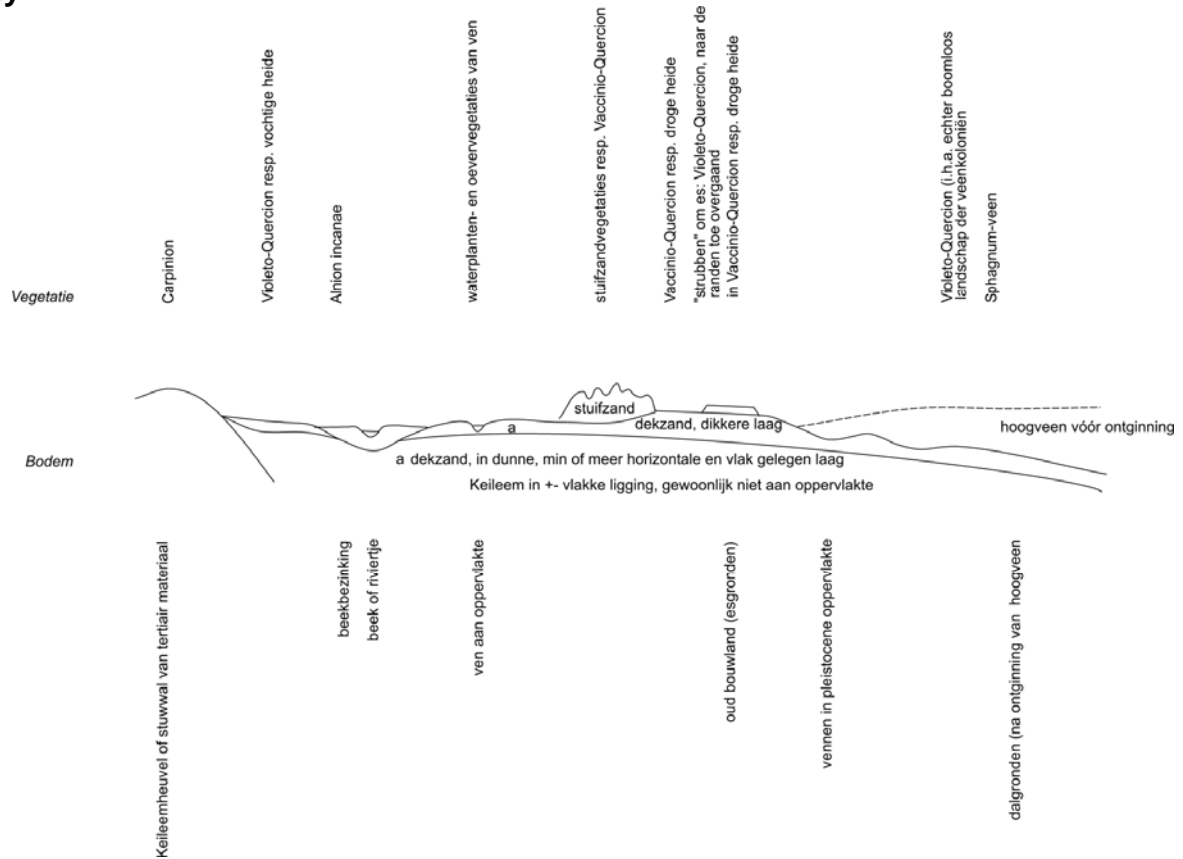 y
Vegetatie
Carpinion
Violeto-Quercion resp. vochtige heide
Alnion incanae
waterplanten- en oevervegetaties van ven
stuifzandvegetaties resp. Vaccinio-Quercion
Vaccinio-Quercion resp. droge heide
"strubben" om es: Violeto-Quercion, naar de
randen toe overgaand
in Vaccinio-Quercion resp. droge heide
Violeto-Quercion (i.h.a. echter boomloos
landschap der veenkoloniën
Sphagnum-veen
stuifzand
a
dekzand, dikkere laag
hoogveen vóór ontginning
Bodem
a dekzand, in dunne, min of meer horizontale en vlak gelegen laag
Keileem in +- vlakke ligging, gewoonlijk niet aan oppervlakte
Keileemheuvel of stuwwal van tertiair materiaal
beekbezinking
beek of riviertje
ven aan oppervlakte
oud bouwland (esgronden)
vennen in pleistocene oppervlakte
dalgronden (na ontginning van hoogveen